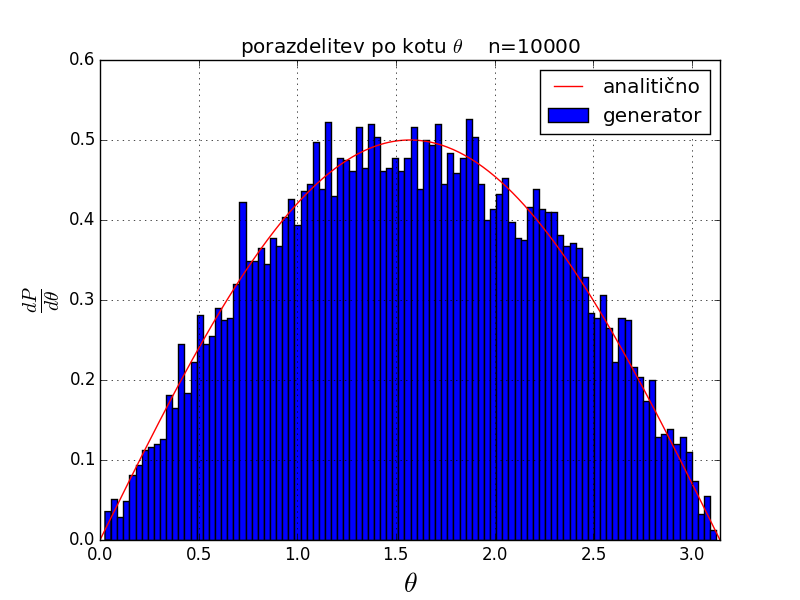 porazdelitev po kotu θ n=10000
analitično
generator
dP
dθ
0.6
0.5
0.4
0.3
0.2
0.1
0.0
0.0 0.5 1.0 1.5 2.0 2.5 3.0
θ